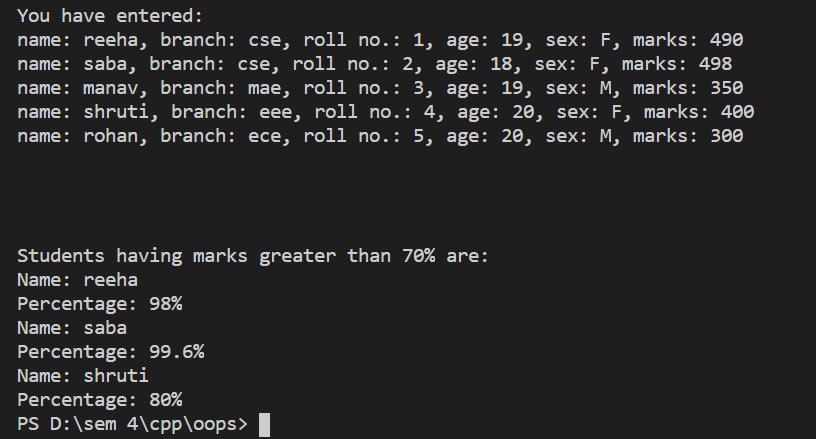 You have entered:
name: reeha, branch: cse, roll no.: 1, age: 19, sex: F, marks: 490
name: saba, branch: cse, roll no.: 2, age: 18, sex: F, marks: 498
name: manav, branch: mae, roll no.: 3, age: 19, sex: M, marks: 350
name: shruti, branch: eee, roll no.: 4, age: 20, sex: F, marks: 400
name: rohan, branch: ece, roll no.: 5, age: 20, sex: M, marks: 300
Students having marks greater than 70% are:
Name: reeha
Percentage: 98%
Name: saba
Percentage: 99.6%
Name: shruti
Percentage: 80%
PS D:\sem 4\cpp\oops>